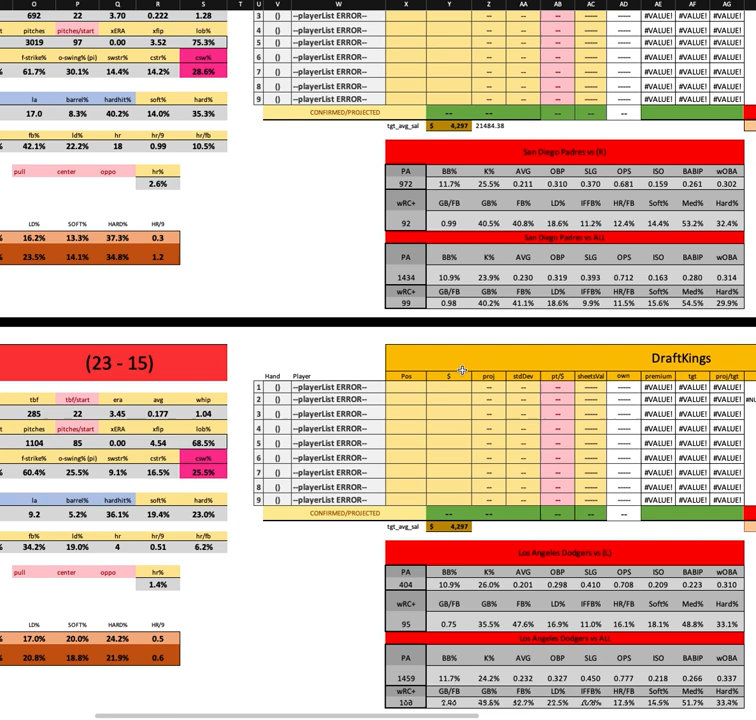 O P Q R S T U V W X Y Z AA AB AC AD AE AF AG
692 22 3.70 0.222 1.28 3 () --playerList ERROR-- -- -- -- ----- ----- #VALUE! #VALUE! #VALUE!
pitches pitches/start xERA xfip lob% 4 () --playerList ERROR-- -- -- -- ----- ----- #VALUE! #VALUE! #VALUE!
3019 97 0.00 3.52 75.3% 5 () --playerList ERROR-- -- -- -- ----- ----- #VALUE! #VALUE! #VALUE!
f-strike% o-swing% (pi) swstr% cstr% csw% 6 () --playerList ERROR-- -- -- -- ----- ----- #VALUE! #VALUE! #VALUE!
% 61.7% 30.1% 14.4% 14.2% 28.6% 7 () --playerList ERROR-- -- -- -- ----- ----- #VALUE! #VALUE! #VALUE!
8 () --playerList ERROR-- -- -- -- ----- ----- #VALUE! #VALUE! #VALUE!
la barrel% hardhit% soft% hard% 9 () --playerList ERROR-- -- -- -- ----- ----- #VALUE! #VALUE! #VALUE!
17.0 8.3% 40.2% 14.0% 35.3% CONFIRMED/PROJECTED -- -- -- -- -- --
tgt_avg_sal $ 4,297 21484.38
fb% ld% hr hr/9 hr/fb
% 42.1% 22.2% 18 0.99 10.5%
San Diego Padres vs (R)
pull center oppo hr% PA BB% K% AVG OBP SLG OPS ISO BABIP wOBA
2.6% 972 11.7% 25.5% 0.211 0.310 0.370 0.681 0.159 0.261 0.302
wRC+ GB/FB GB% FB% LD% IFFB% HR/FB Soft% Med% Hard%
LD% SOFT% HARD% HR/9 92 0.99 40.5% 40.8% 18.6% 11.2% 12.4% 14.4% 53.2% 32.4%
% 16.2% 13.3% 37.3% 0.3 San Diego Padres vs ALL
% 23.5% 14.1% 34.8% 1.2 PA BB% K% AVG OBP SLG OPS ISO BABIP wOBA
1434 10.9% 23.9% 0.230 0.319 0.393 0.712 0.163 0.280 0.314
wRC+ GB/FB GB% FB% LD% IFFB% HR/FB Soft% Med% Hard%
99 0.98 40.2% 41.1% 18.6% 9.9% 11.5% 15.6% 54.5% 29.9%
(23 - 15) DraftKings
Hand Player Pos $ proj stdDev pt/$ sheetsVal own premium tgt proj/tgt
1 () --playerList ERROR-- -- -- -- ----- ----- #VALUE! #VALUE! #VALUE!
tbf tbf/start era avg whip 2 () --playerList ERROR-- -- -- -- ----- ----- #VALUE! #VALUE! #VALUE!
285 22 3.45 0.177 1.04 3 () --playerList ERROR-- -- -- -- ----- ----- #VALUE! #VALUE! #VALUE!
pitches pitches/start xERA xfip lob% 4 () --playerList ERROR-- -- -- -- ----- ----- #VALUE! #VALUE! #VALUE!
1104 85 0.00 4.54 68.5% 5 () --playerList ERROR-- -- -- -- ----- ----- #VALUE! #VALUE! #VALUE!
f-strike% o-swing% (pi) swstr% cstr% csw% 6 () --playerList ERROR-- -- -- -- ----- ----- #VALUE! #VALUE! #VALUE!
% 60.4% 25.5% 9.1% 16.5% 25.5% 7 () --playerList ERROR-- -- -- -- ----- ----- #VALUE! #VALUE! #VALUE!
8 () --playerList ERROR-- -- -- -- ----- ----- #VALUE! #VALUE! #VALUE!
la barrel% hardhit% soft% hard% 9 () --playerList ERROR-- -- -- -- ----- ----- #VALUE! #VALUE! #VALUE!
9.2 5.2% 36.1% 19.4% 23.0% CONFIRMED/PROJECTED -- -- -- -- -- --
tgt_avg_sal $ 4,297
fb% ld% hr hr/9 hr/fb
% 34.2% 19.0% 4 0.51 6.2%
Los Angeles Dodgers vs (L)
pull center oppo hr% PA BB% K% AVG OBP SLG OPS ISO BABIP wOBA
1.4% 404 10.9% 26.0% 0.201 0.298 0.410 0.708 0.209 0.223 0.310
wRC+ GB/FB GB% FB% LD% IFFB% HR/FB Soft% Med% Hard%
LD% SOFT% HARD% HR/9 95 0.75 35.5% 47.6% 16.9% 11.0% 16.1% 18.1% 48.8% 33.1%
% 17.0% 20.0% 24.2% 0.5 Los Angeles Dodgers vs ALL
% 20.8% 18.8% 21.9% 0.6 PA BB% K% AVG OBP SLG OPS ISO BABIP wOBA
1459 11.7% 24.2% 0.232 0.327 0.450 0.777 0.218 0.266 0.337
wRC+ GB/FB GB% FB% LD% IFFB% HR/FB Soft% Med% Hard%
22.5% 51.7%